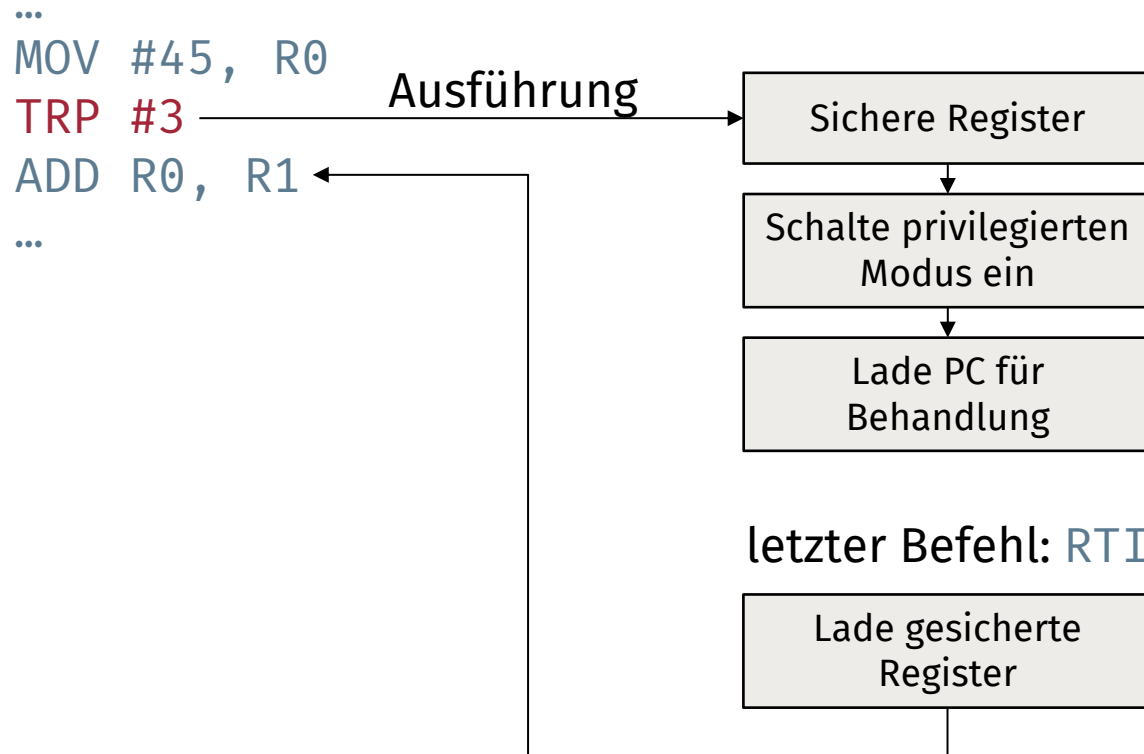 …
MOV #45, R0
TRP #3
ADD R0, R1
…
Ausführung
Sichere Register
Schalte privilegierten
Modus ein
Lade PC für
Behandlung
letzter Befehl: RTI
Lade gesicherte
Register